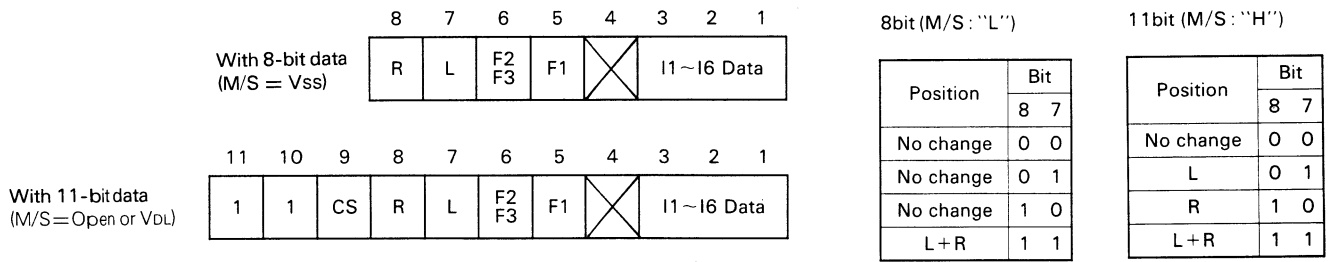 8 7 6 5 4 3 2 1
With 8-bit data
(M/S = Vss)
R L F2 F3 F1 I1~I6 Data
11 10 9 8 7 6 5 4 3 2 1
With 11-bit data
(M/S=Open or VDL)
1 1 CS R L F2 F3 F1 I1~I6 Data
8bit (M/S : ``L'')
Position Bit
8 7
No change 0 0
No change 0 1
No change 1 0
L+R 1 1
11bit (M/S : ``H'')
Position Bit
8 7
No change 0 0
L 0 1
R 1 0
L+R 1 1